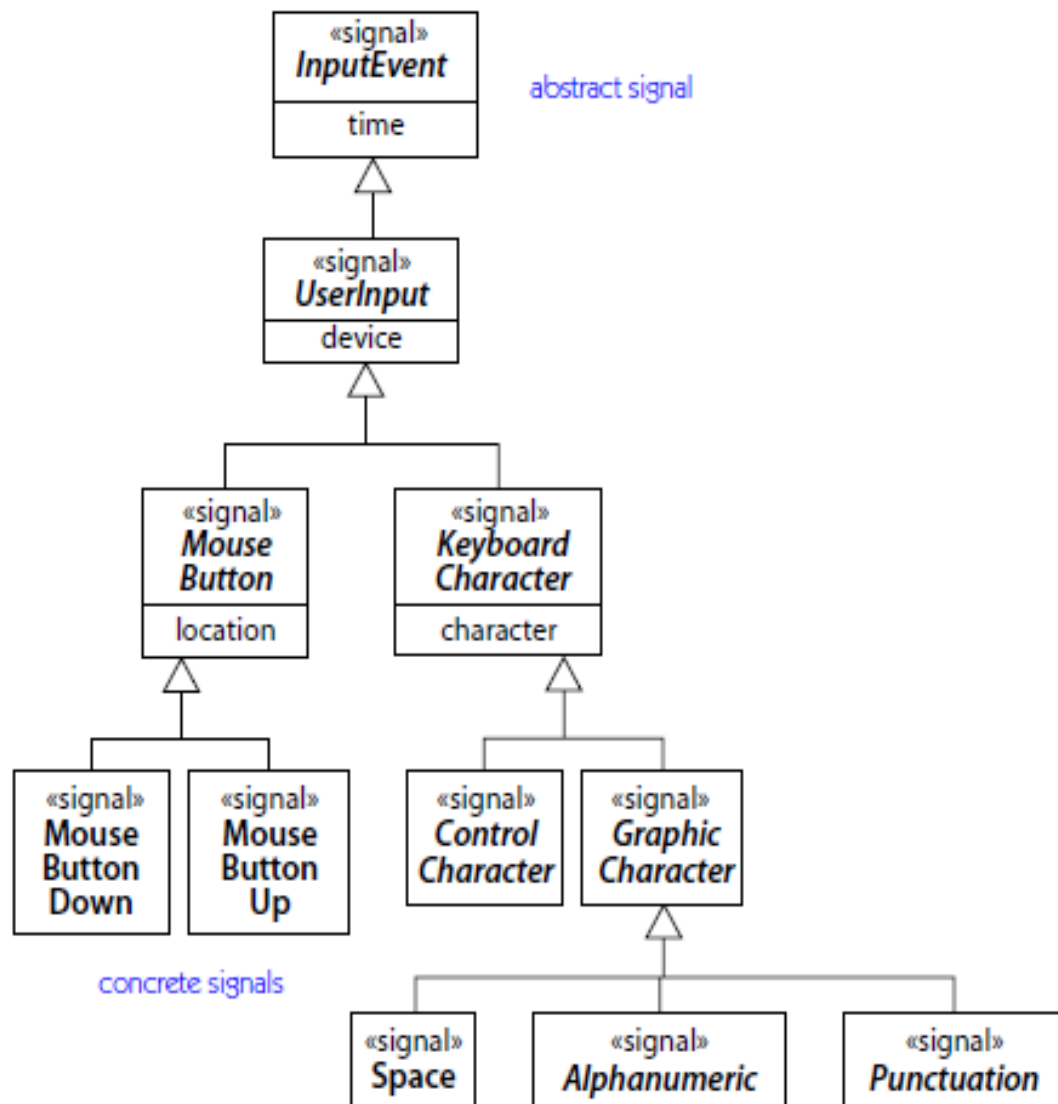 «signal»
InputEvent
abstract signal
time
«signal»
UserInput
device
«signal»
Mouse
Button
location
«signal»
Keyboard
Character
character
«signal»
Mouse
Button
Down
«signal»
Mouse
Button
Up
«signal»
Control
Character
«signal»
Graphic
Character
concrete signals
«signal»
Space
«signal»
Alphanumeric
«signal»
Punctuation